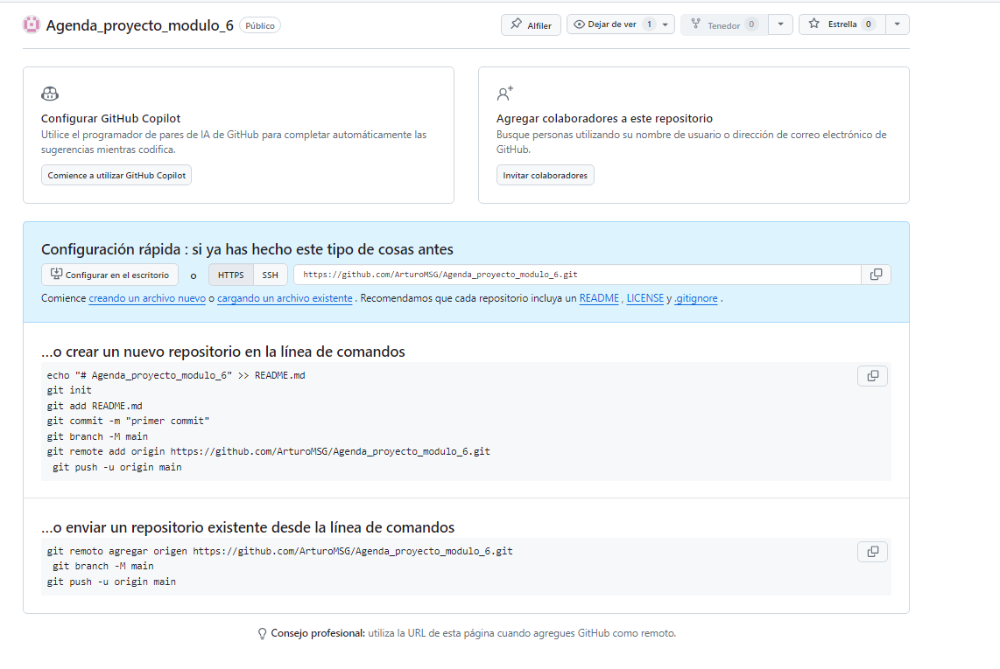 Agenda_proyecto_modulo_6 Público
Alfiler
Dejar de ver 1
Tenedor 0
Estrella 0
Configurar GitHub Copilot
Utilice el programador de pares de IA de GitHub para completar automáticamente las
sugerencias mientras codifica.
Comience a utilizar GitHub Copilot
Agregar colaboradores a este repositorio
Busque personas utilizando su nombre de usuario o dirección de correo electrónico de
GitHub.
Invitar colaboradores
Configuración rápida : si ya has hecho este tipo de cosas antes
Configurar en el escritorio o HTTPS SSH https://github.com/ArturoMSG/Agenda_proyecto_modulo_6.git
Comience creando un archivo nuevo o cargando un archivo existente . Recomendamos que cada repositorio incluya un README , LICENSE y .gitignore .
...o crear un nuevo repositorio en la línea de comandos
echo "# Agenda_proyecto_modulo_6" >> README.md
git init
git add README.md
git commit -m "primer commit"
git branch -M main
git remote add origin https://github.com/ArturoMSG/Agenda_proyecto_modulo_6.git
git push -u origin main
...o enviar un repositorio existente desde la línea de comandos
git remoto agregar origen https://github.com/ArturoMSG/Agenda_proyecto_modulo_6.git
git branch -M main
git push -u origin main
Consejo profesional: utiliza la URL de esta página cuando agregues GitHub como remoto.